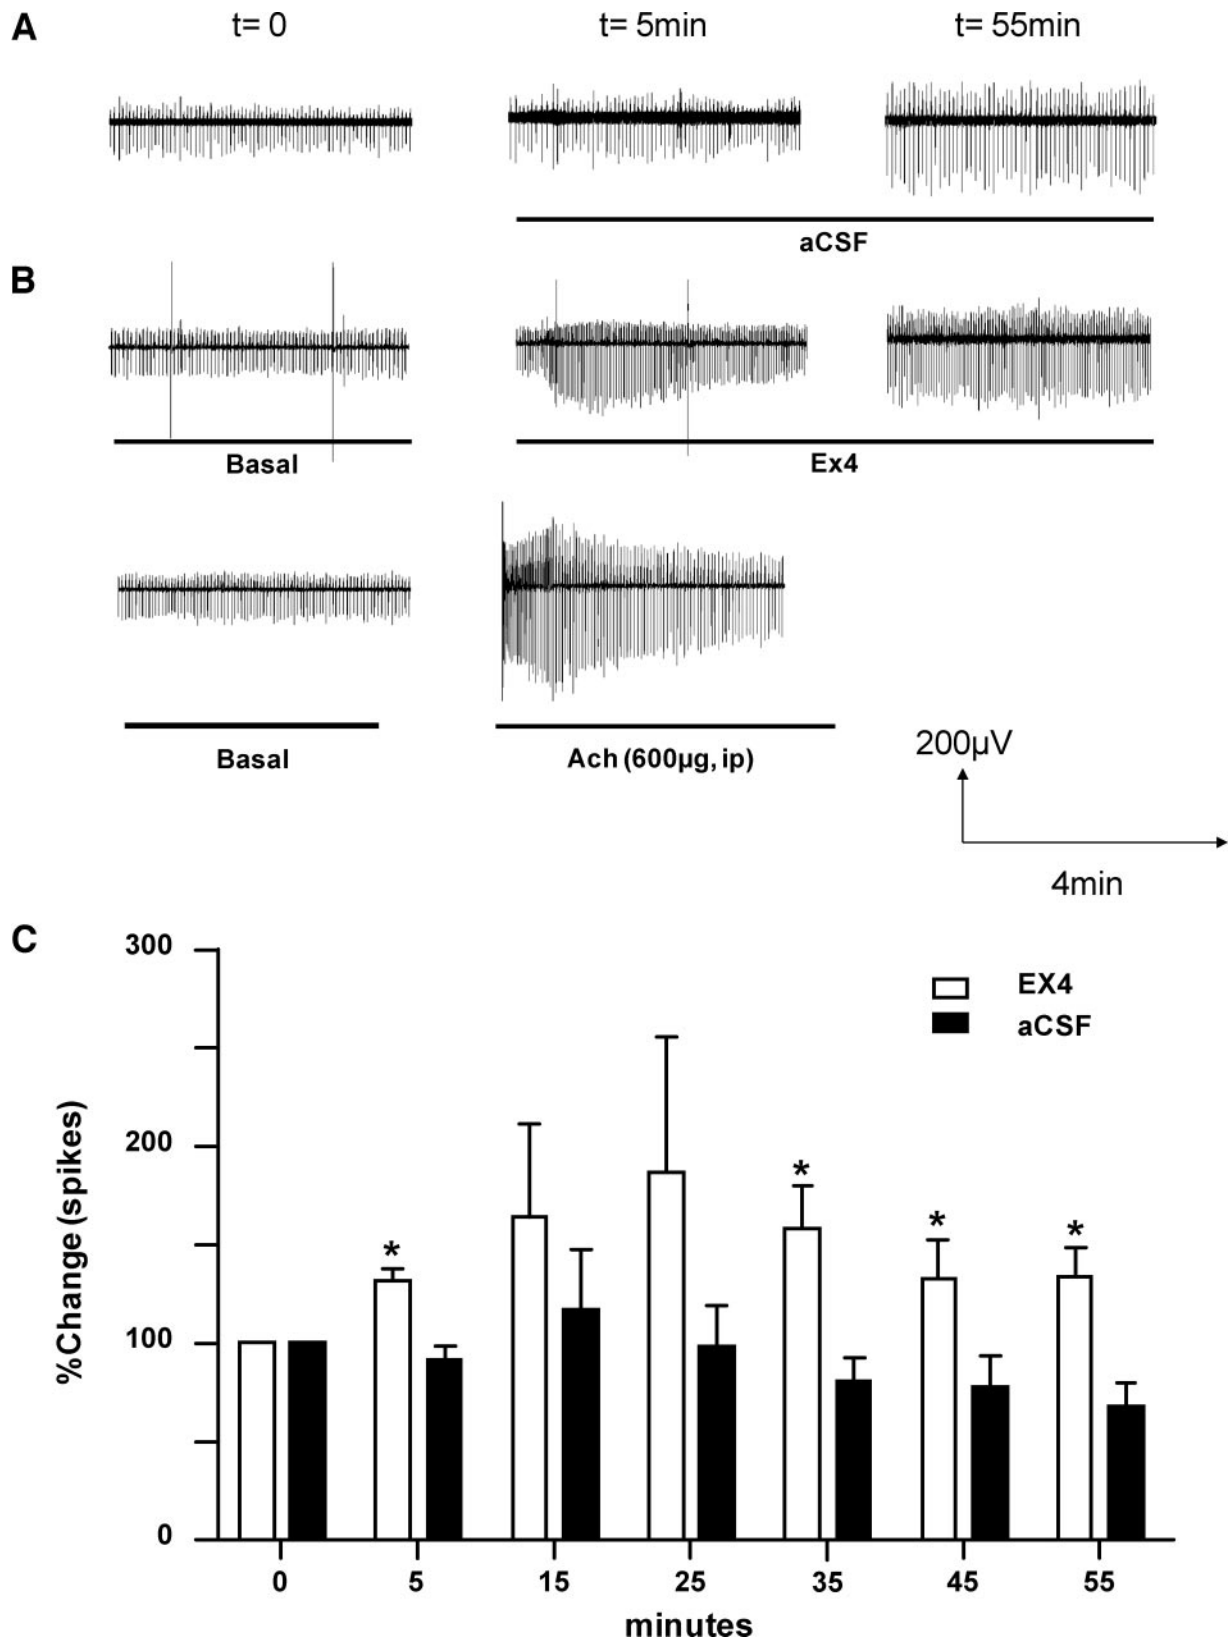 A
t= 0
t= 5min
t= 55min
aCSF
B
Basal
Ex4
Basal
Ach (600µg, ip)
200µV
4min
C
300
200
100
0
%Change (spikes)
EX4
aCSF
*
*
*
*
0 5 15 25 35 45 55
minutes